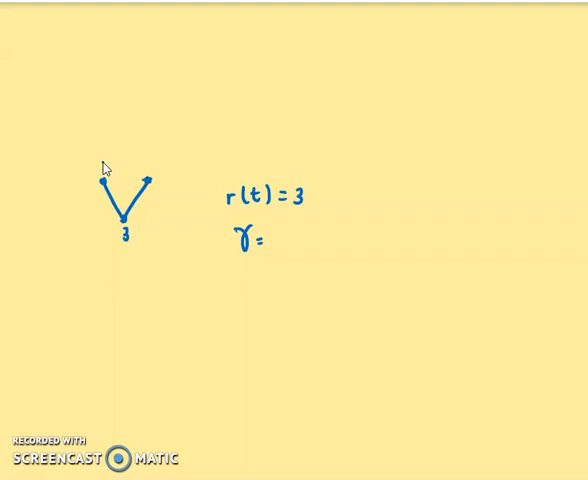 r(t) = 3
γ =
3
RECORDED WITH
SCREENCAST MATIC